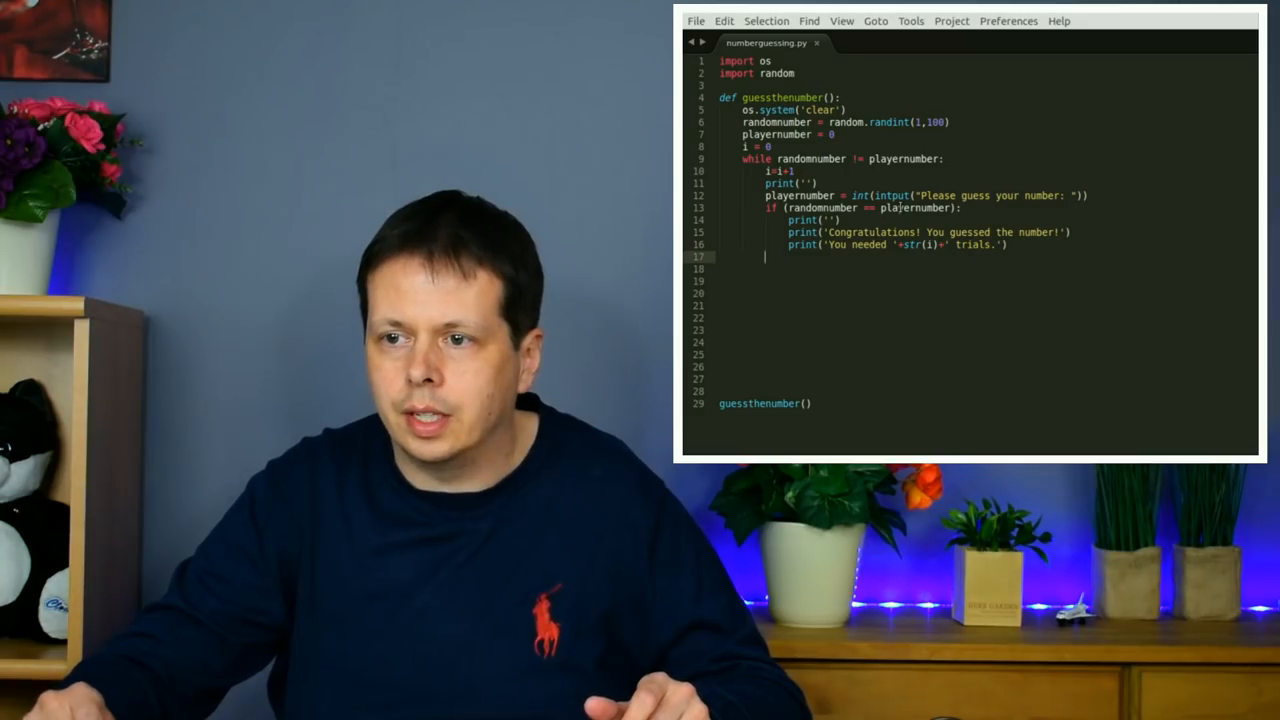 File Edit Selection Find View Goto Tools Project Preferences Help
numberguessing.py
1 import os
2 import random
3
4 def guessthenumber():
5 os.system('clear')
6 randomnumber = random.randint(1,100)
7 playernumber = 0
8 i = 0
9 while randomnumber != playernumber:
10 i=i+1
11 print('')
12 playernumber = int(intput("Please guess your number: "))
13 if (randomnumber == playernumber):
14 print('')
15 print('Congratulations! You guessed the number!')
16 print('You needed '+str(i)+' trials.')
17
18
19
20
21
22
23
24
25
26
27
28
29 guessthenumber()